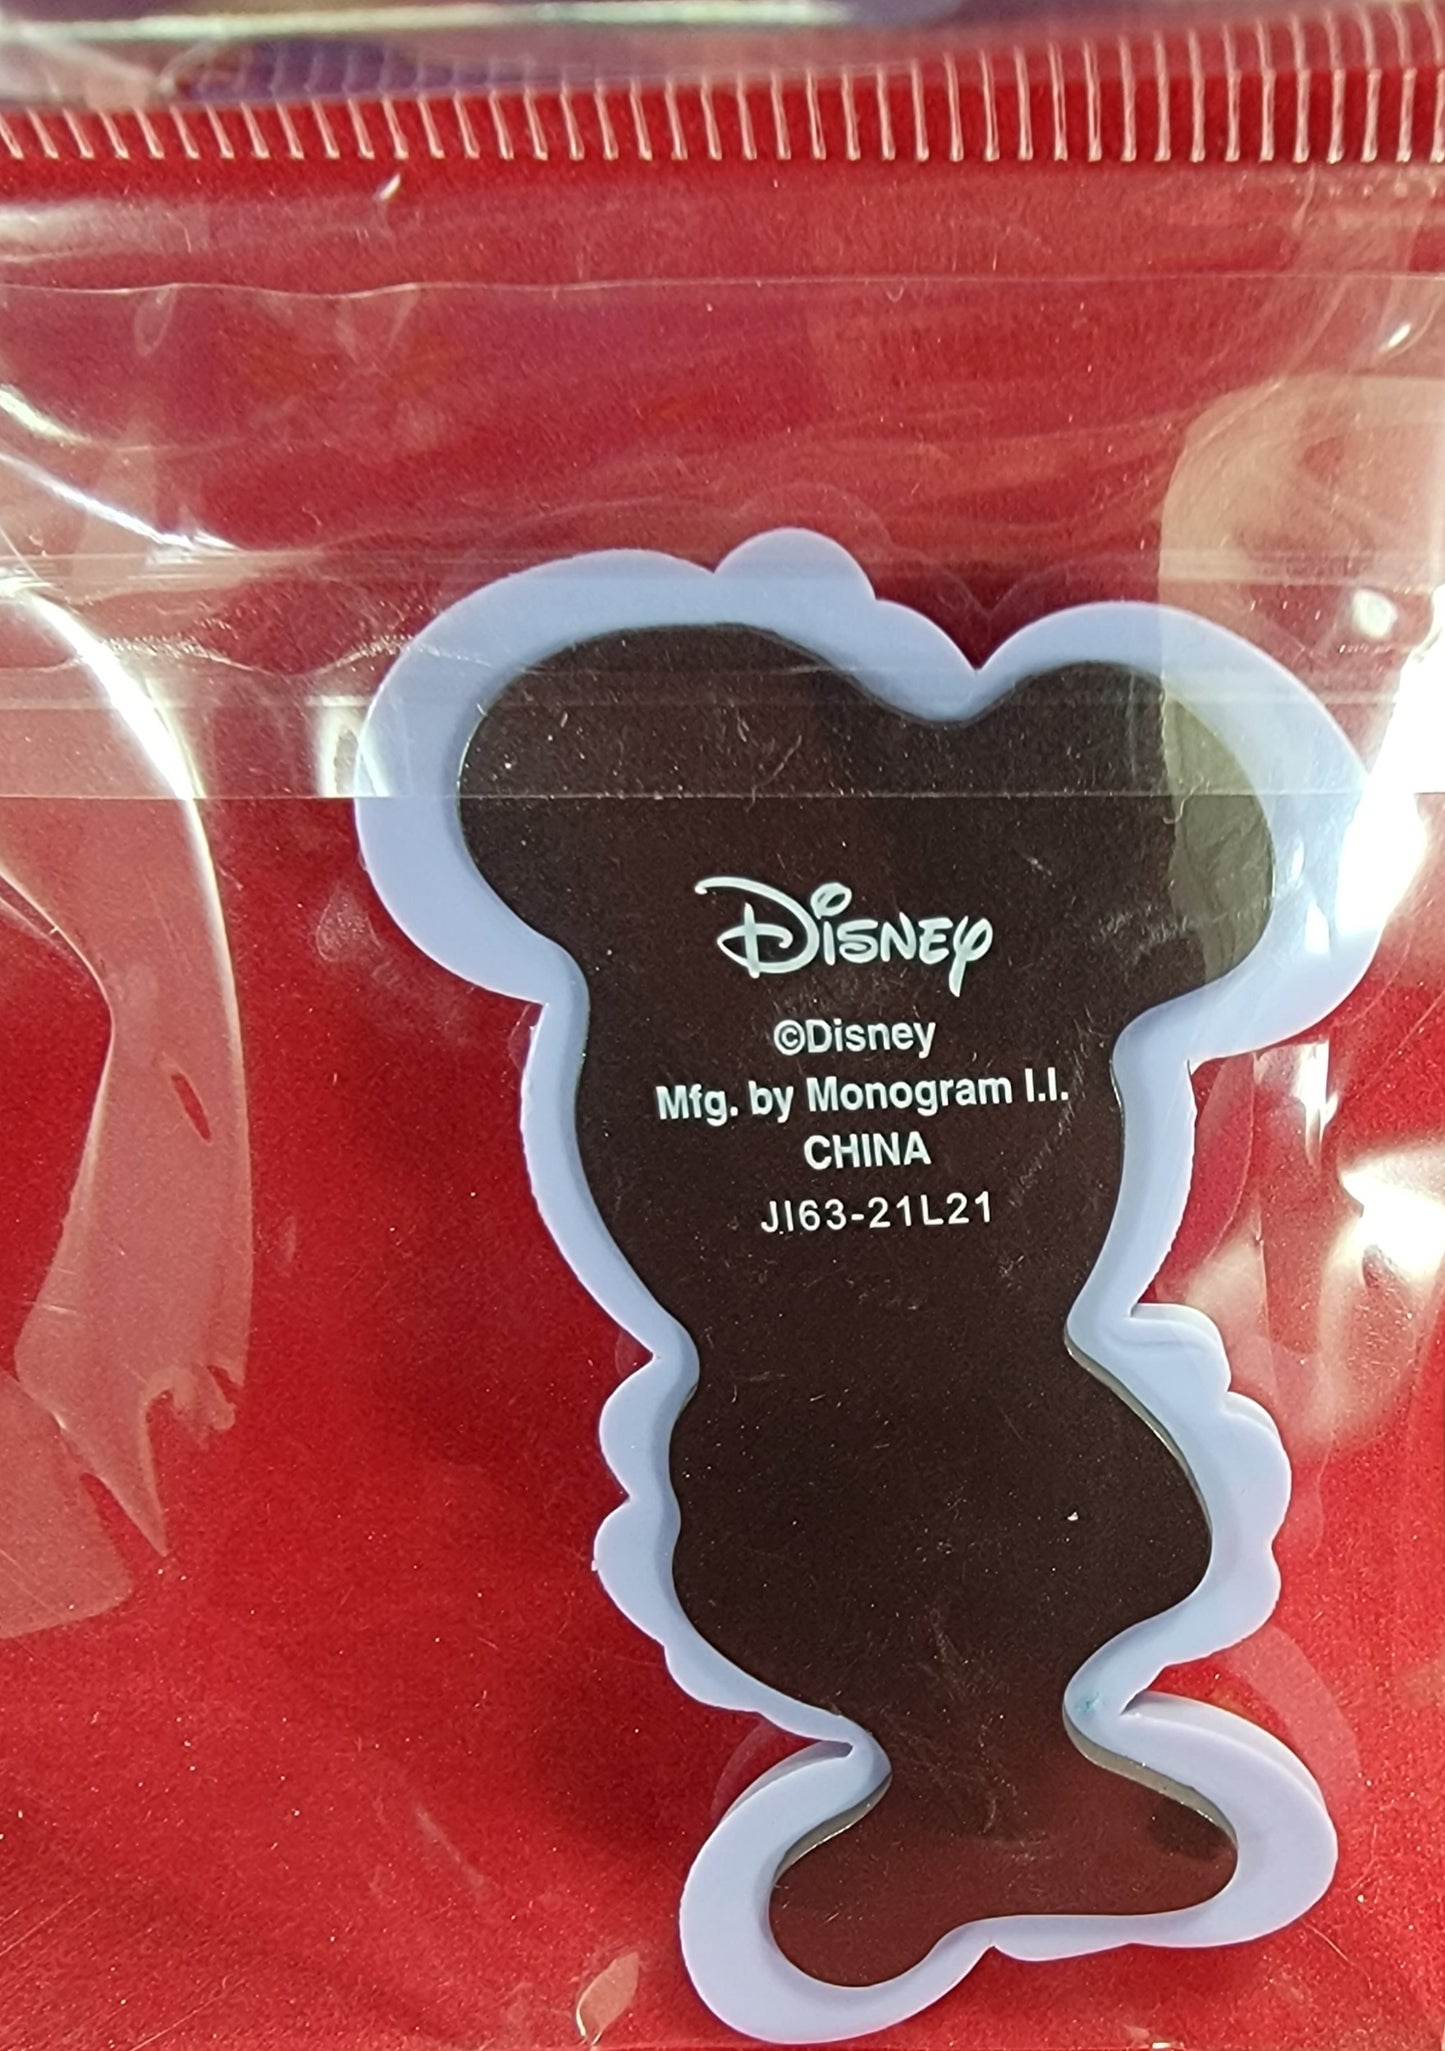 Disney
©Disney
Mfg. by Monogram I.I.
CHINA
JI63-21L21